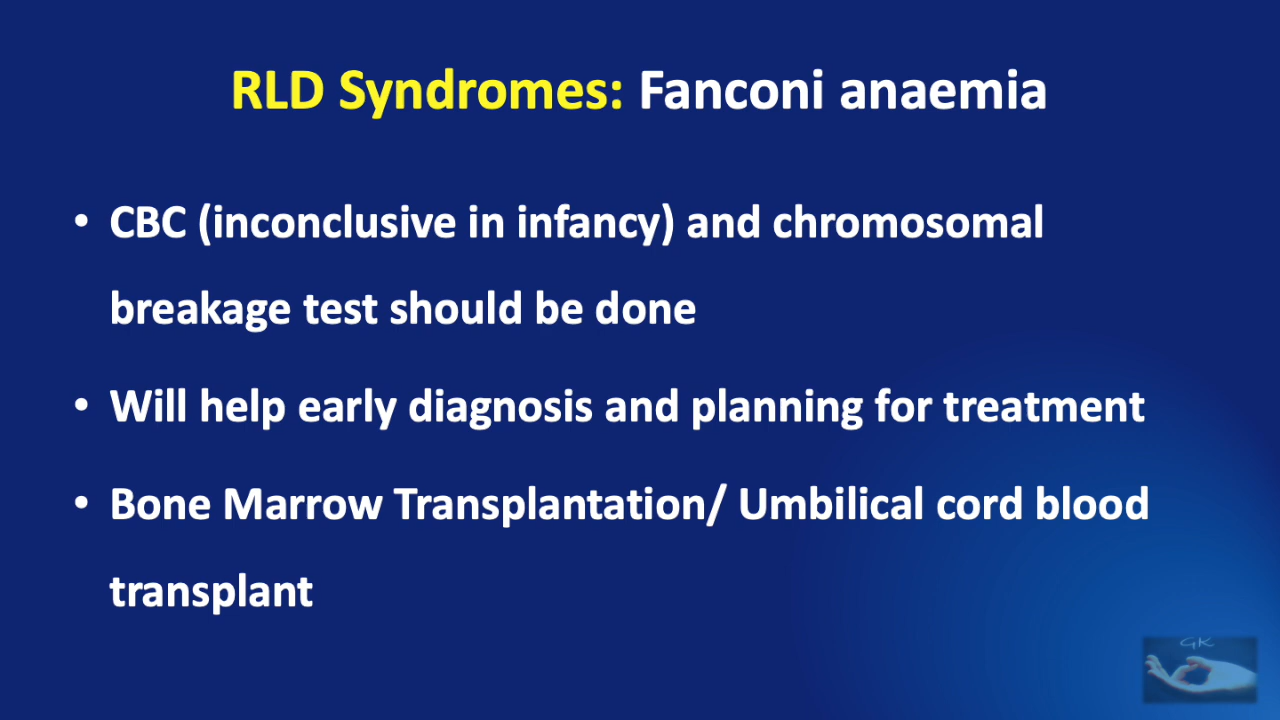 RLD Syndromes: Fanconi anaemia
• CBC (inconclusive in infancy) and chromosomal
breakage test should be done
• Will help early diagnosis and planning for treatment
• Bone Marrow Transplantation/ Umbilical cord blood
transplant
GK